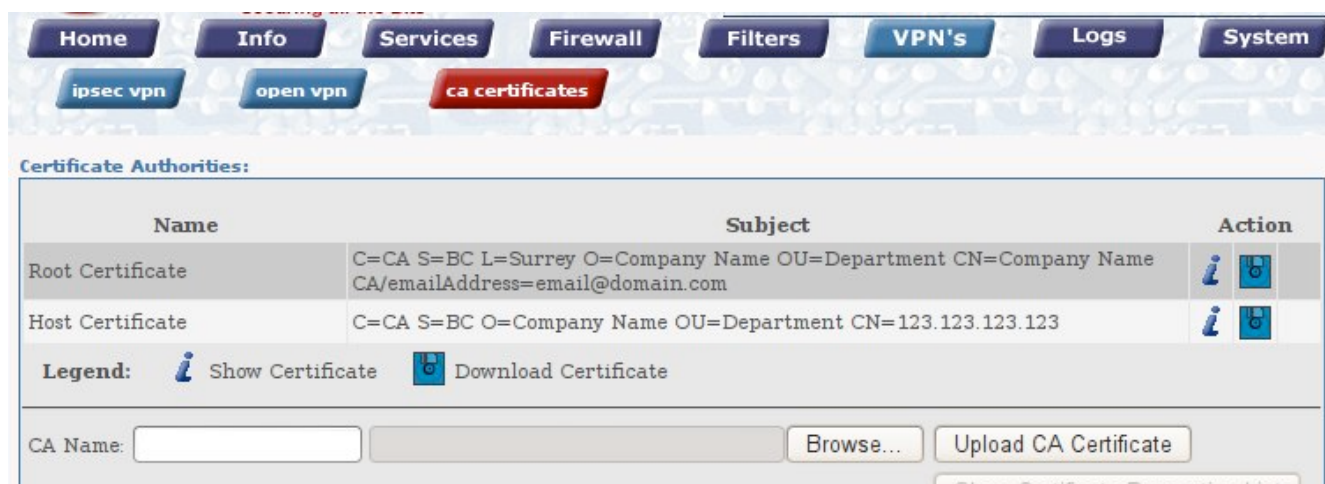 Home Info Services Firewall Filters VPN's Logs System
ipsec vpn open vpn ca certificates
Certificate Authorities:
Name Subject Action
Root Certificate C=CA S=BC L=Surrey O=Company Name OU=Department CN=Company Name
CA/emailAddress=email@domain.com
Host Certificate C=CA S=BC O=Company Name OU=Department CN=123.123.123.123
Legend: Show Certificate Download Certificate
CA Name: Browse... Upload CA Certificate